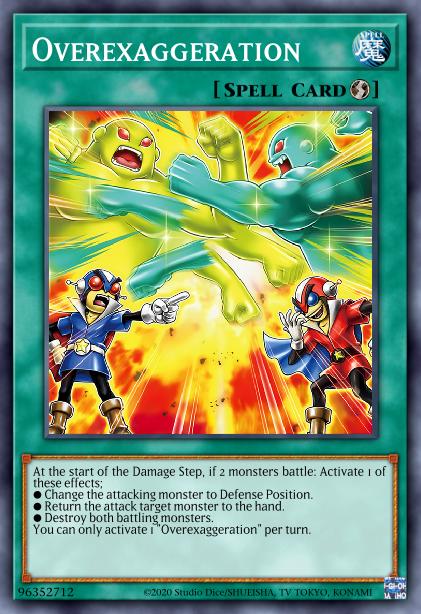 OVEREXAGGERATION
SPELL
魔
[SPELL CARD]
At the start of the Damage Step, if 2 monsters battle: Activate 1 of
these effects;
● Change the attacking monster to Defense Position.
● Return the attack target monster to the hand.
● Destroy both battling monsters.
You can only activate 1 "Overexaggeration" per turn.
96352712
©2020 Studio Dice/SHUEISHA, TV TOKYO, KONAMI